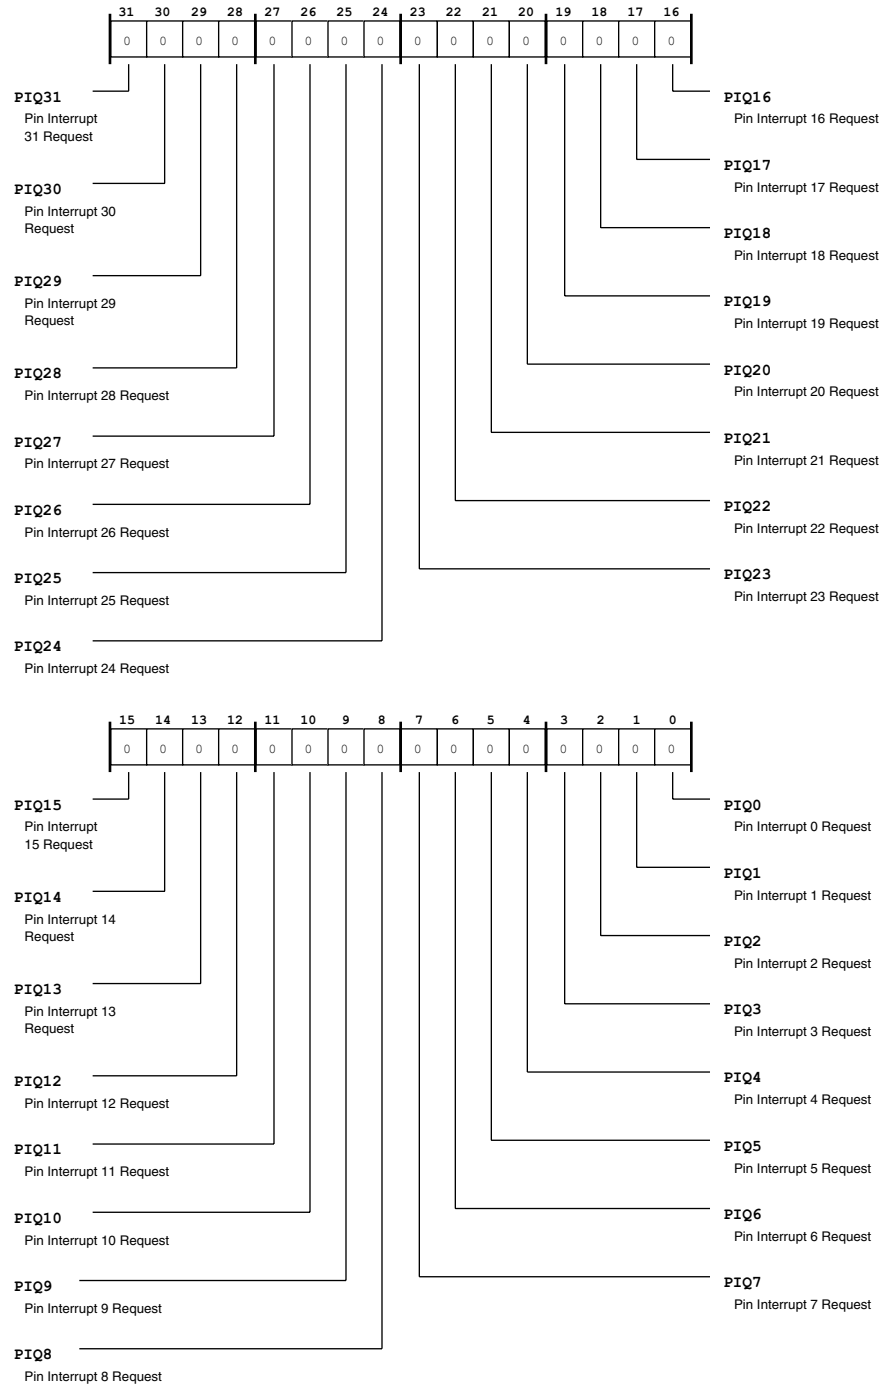 31 30 29 28 27 26 25 24 23 22 21 20 19 18 17 16
0 0 0 0 0 0 0 0 0 0 0 0 0 0 0 0
PIQ31
Pin Interrupt
31 Request
PIQ30
Pin Interrupt 30
Request
PIQ29
Pin Interrupt 29
Request
PIQ28
Pin Interrupt 28 Request
PIQ27
Pin Interrupt 27 Request
PIQ26
Pin Interrupt 26 Request
PIQ25
Pin Interrupt 25 Request
PIQ24
Pin Interrupt 24 Request
PIQ16
Pin Interrupt 16 Request
PIQ17
Pin Interrupt 17 Request
PIQ18
Pin Interrupt 18 Request
PIQ19
Pin Interrupt 19 Request
PIQ20
Pin Interrupt 20 Request
PIQ21
Pin Interrupt 21 Request
PIQ22
Pin Interrupt 22 Request
PIQ23
Pin Interrupt 23 Request
15 14 13 12 11 10 9 8 7 6 5 4 3 2 1 0
0 0 0 0 0 0 0 0 0 0 0 0 0 0 0 0
PIQ15
Pin Interrupt
15 Request
PIQ14
Pin Interrupt 14
Request
PIQ13
Pin Interrupt 13
Request
PIQ12
Pin Interrupt 12 Request
PIQ11
Pin Interrupt 11 Request
PIQ10
Pin Interrupt 10 Request
PIQ9
Pin Interrupt 9 Request
PIQ8
Pin Interrupt 8 Request
PIQ0
Pin Interrupt 0 Request
PIQ1
Pin Interrupt 1 Request
PIQ2
Pin Interrupt 2 Request
PIQ3
Pin Interrupt 3 Request
PIQ4
Pin Interrupt 4 Request
PIQ5
Pin Interrupt 5 Request
PIQ6
Pin Interrupt 6 Request
PIQ7
Pin Interrupt 7 Request